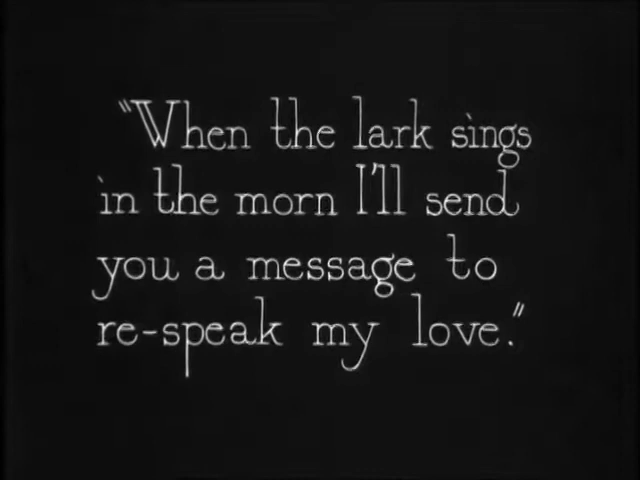 "When the lark sings
in the morn I'll send
you a message to
re-speak my love."